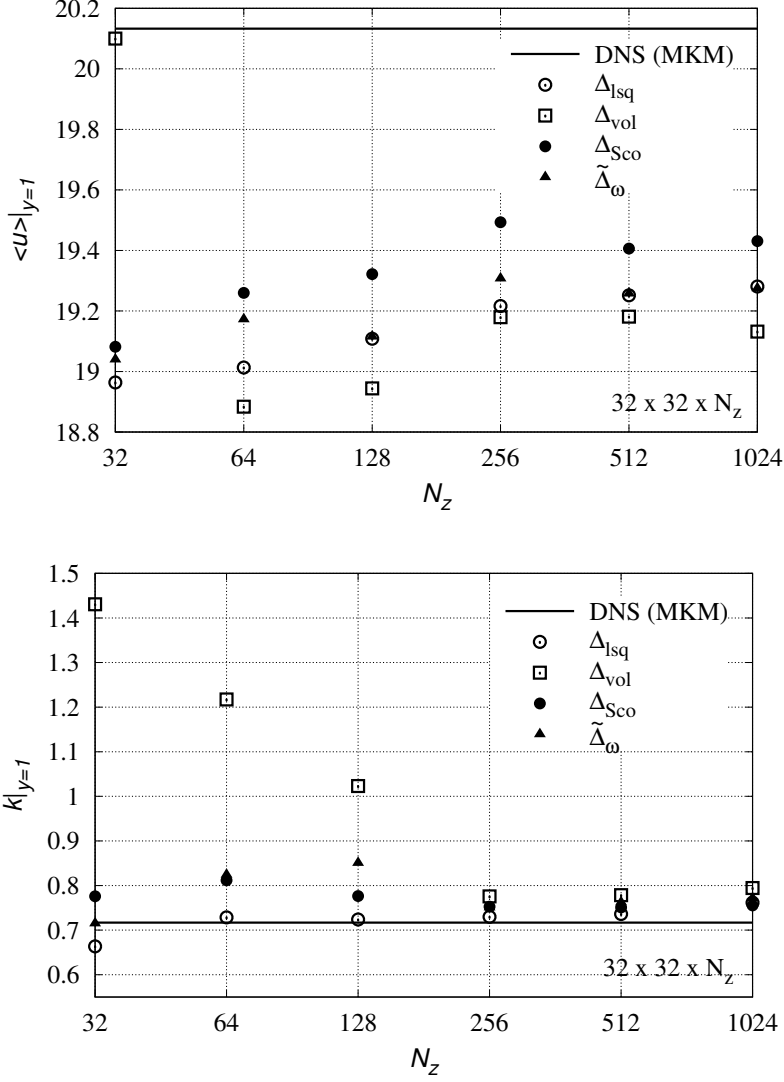 20.2
20
19.8
19.6
19.4
19.2
19
18.8
<u>|y=1
DNS (MKM)
Δlsq
Δvol
ΔSco
Δ̃ω
32 x 32 x Nz
32 64 128 256 512 1024
Nz
1.5
1.4
1.3
1.2
1.1
1
0.9
0.8
0.7
0.6
k|y=1
DNS (MKM)
Δlsq
Δvol
ΔSco
Δ̃ω
32 x 32 x Nz
32 64 128 256 512 1024
Nz